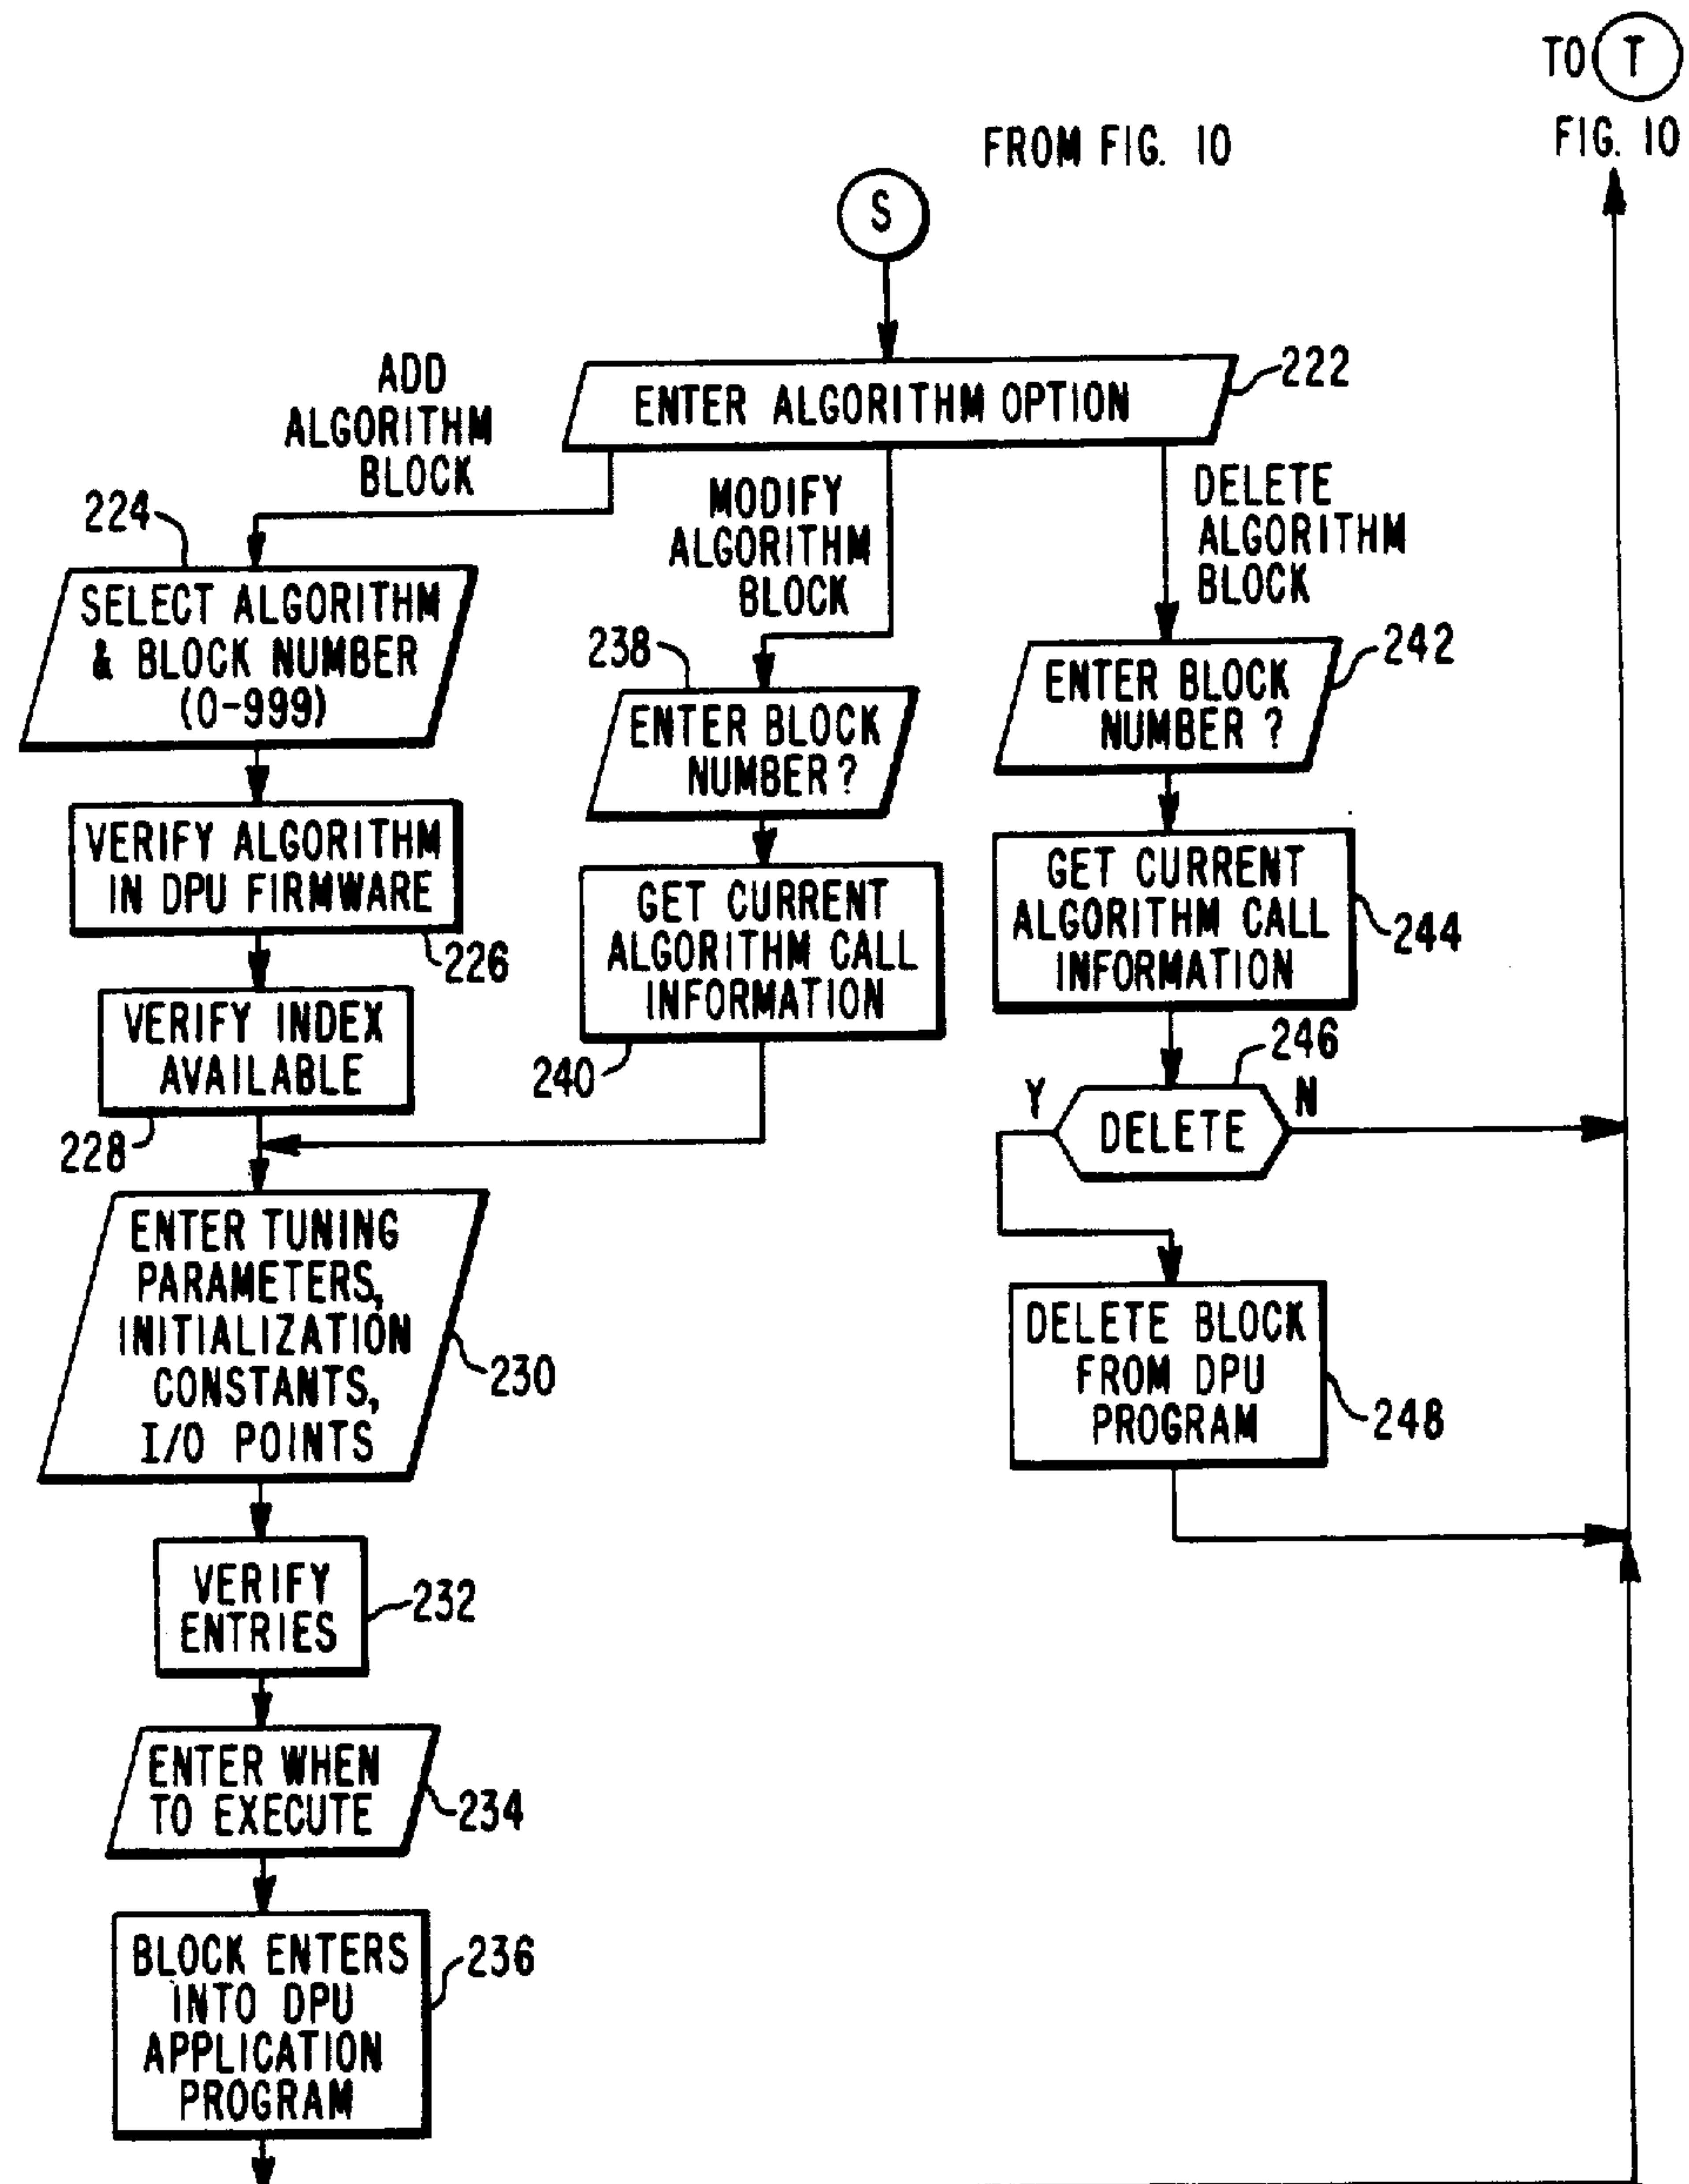 TO T
FIG. 10
FROM FIG. 10
S
ENTER ALGORITHM OPTION
222
ADD
ALGORITHM
BLOCK
224
SELECT ALGORITHM
& BLOCK NUMBER
(0-999)
VERIFY ALGORITHM
IN DPU FIRMWARE
226
VERIFY INDEX
AVAILABLE
228
MODIFY
ALGORITHM
BLOCK
238
ENTER BLOCK
NUMBER?
GET CURRENT
ALGORITHM CALL
INFORMATION
240
DELETE
ALGORITHM
BLOCK
242
ENTER BLOCK
NUMBER ?
GET CURRENT
ALGORITHM CALL
INFORMATION
244
246
Y
DELETE
N
DELETE BLOCK
FROM DPU
PROGRAM
248
ENTER TUNING
PARAMETERS,
INITIALIZATION
CONSTANTS,
I/O POINTS
230
VERIFY
ENTRIES
232
ENTER WHEN
TO EXECUTE
234
BLOCK ENTERS
INTO DPU
APPLICATION
PROGRAM
236